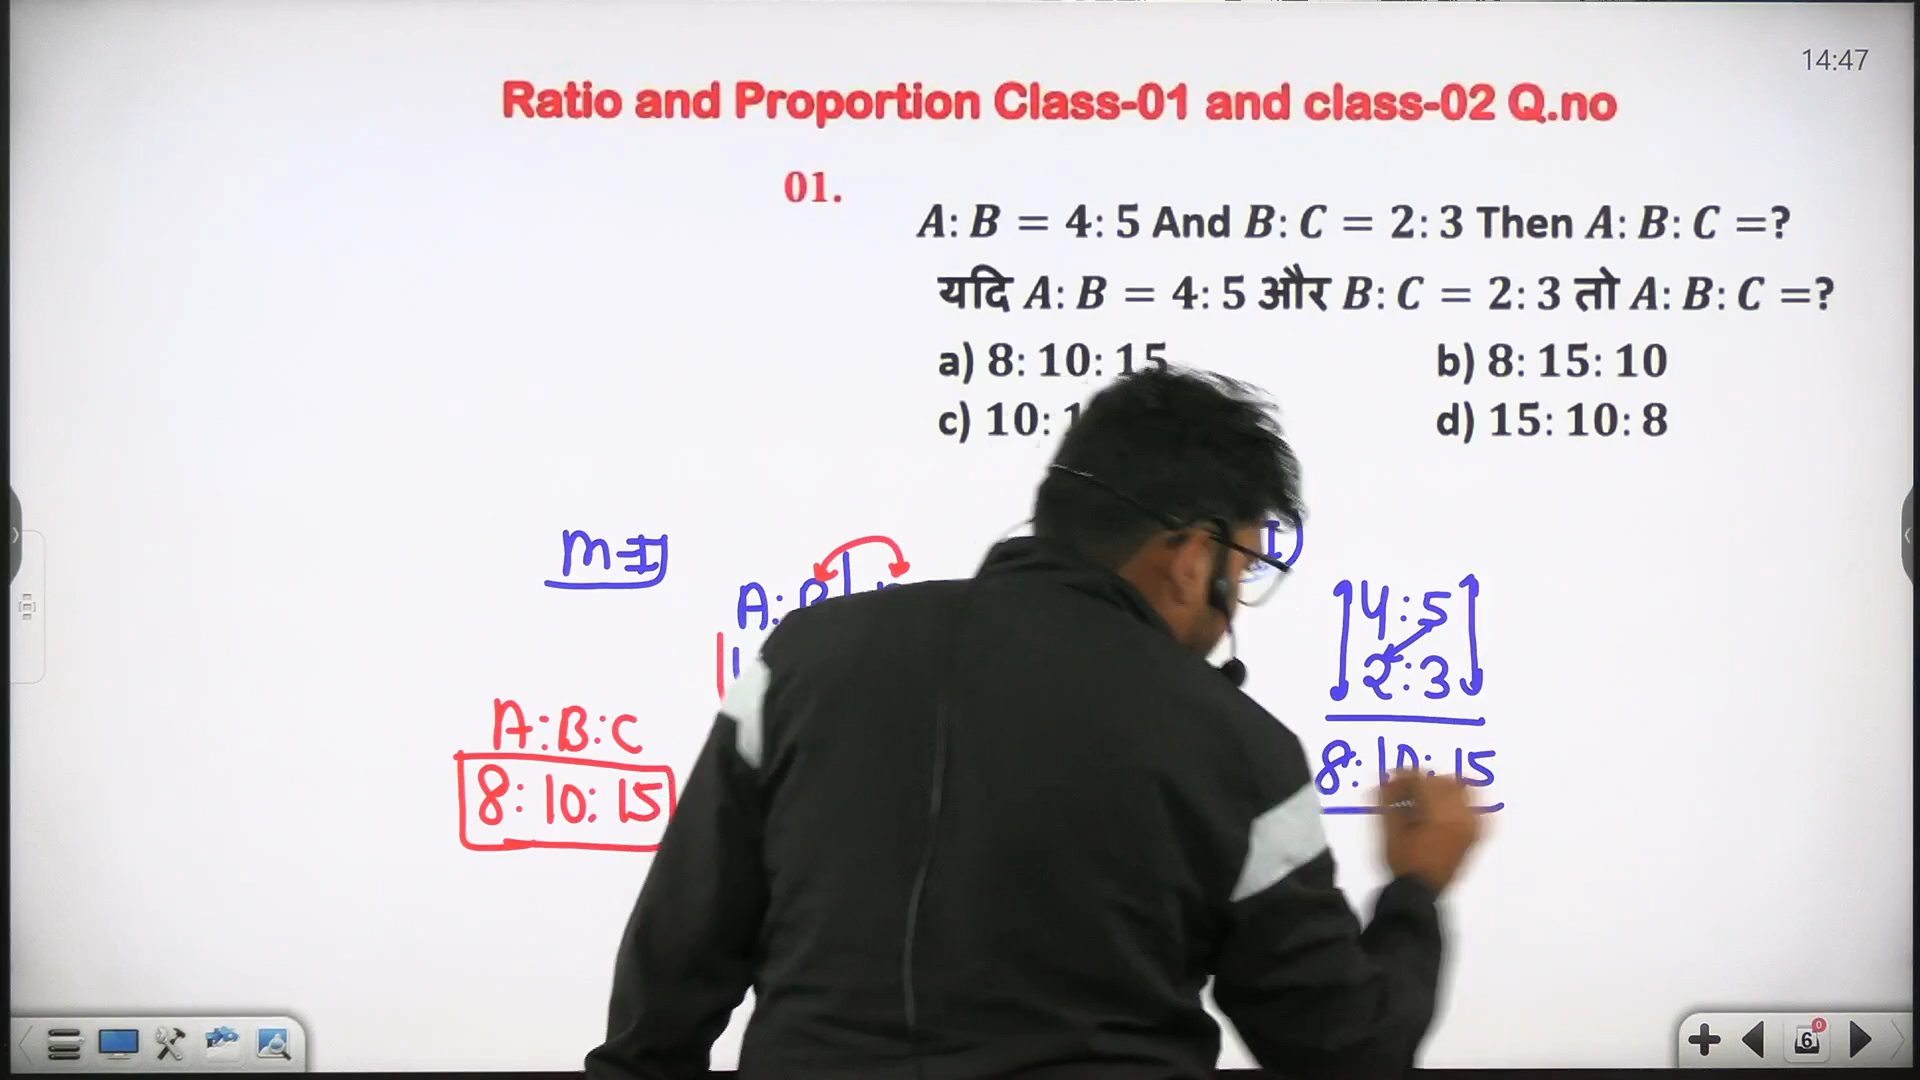 14:47
Ratio and Proportion Class-01 and class-02 Q.no
01.
A: B = 4: 5 And B: C = 2: 3 Then A: B: C =?
यदि A: B = 4: 5 और B: C = 2: 3 तो A: B: C =?
a) 8: 10: 15
b) 8: 15: 10
c) 10:
d) 15: 10: 8
M-I
A:B
A:B:C
8:10:15
4:5
2:3
8:10:15
6
0